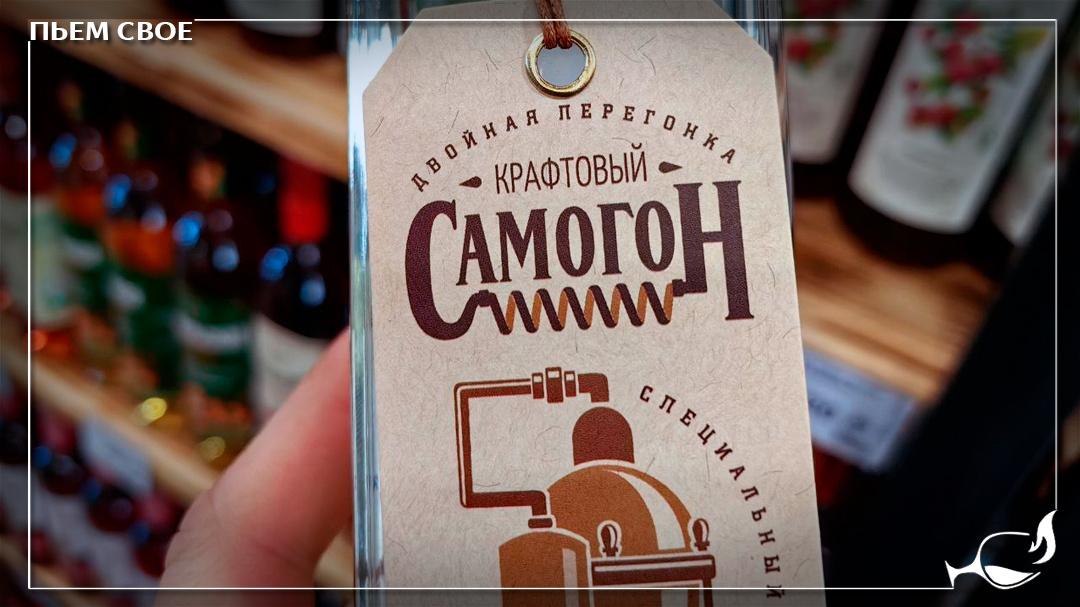 ПЬЕМ СВОЕ
ДВОЙНАЯ ПЕРЕГОНКА
КРАФТОВЫЙ
САМОГОН
СПЕЦИАЛЬНЫЙ